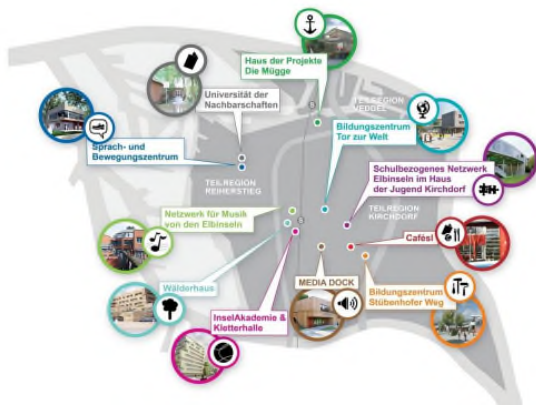 Haus der Projekte
Die Mügge
Universität der
Nachbarschaften
TEILREGION
VEDDEL
Bildungszentrum
Tor zur Welt
Sprach- und
Bewegungszentrum
Schulbezogenes Netzwerk
Elbinseln im Haus
der Jugend Kirchdorf
TEILREGION
REIHERSTIEG
Netzwerk für Musik
von den Elbinseln
TEILREGION
KIRCHDORF
CafésI
Wälderhaus
MEDIA DOCK
Bildungszentrum
Stübenhofer Weg
InselAkademie &
Kletterhalle